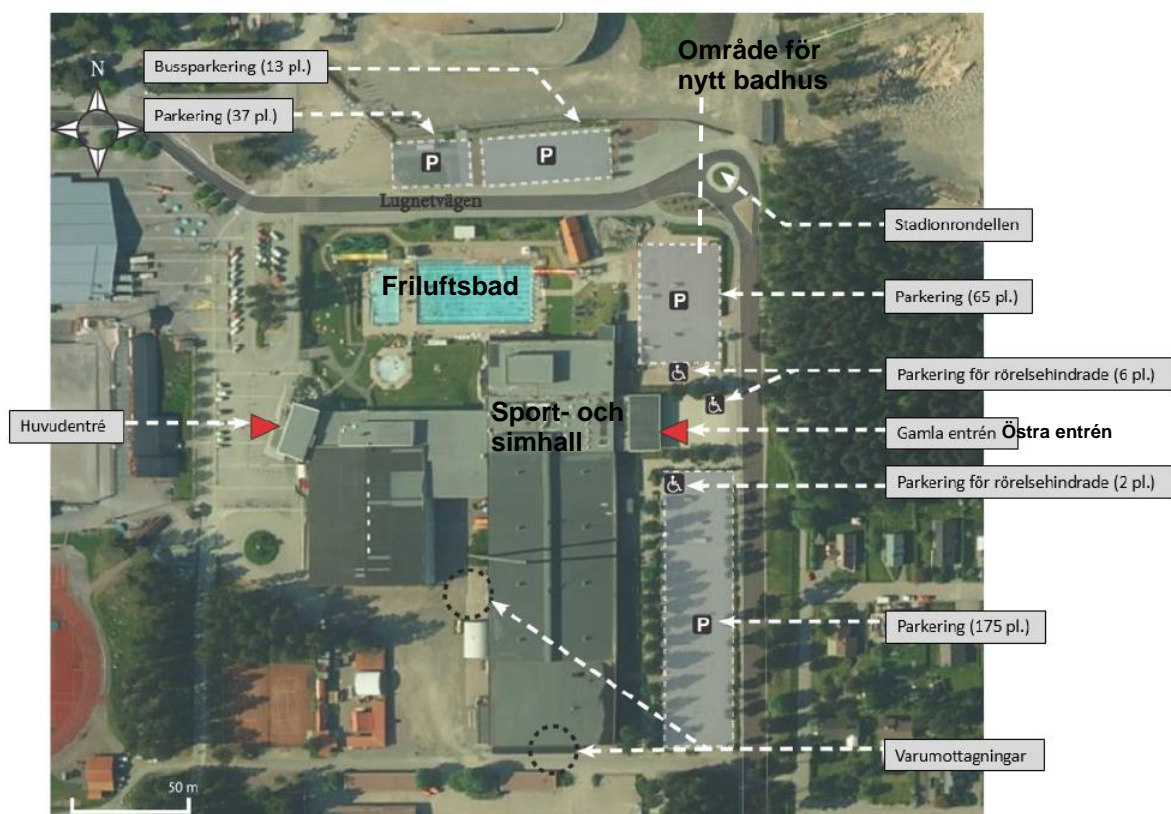 Område för
nytt badhus
Bussparkering (13 pl.)
N
Parkering (37 pl.)
P
P
Lugnetvägen
Stadionrondellen
Friluftsbad
P
Parkering (65 pl.)
Parkering för rörelsehindrade (6 pl.)
Huvudentré
Sport- och
simhall
Gamla entrén Östra entrén
Parkering för rörelsehindrade (2 pl.)
P
Parkering (175 pl.)
Varumottagningar
50 m